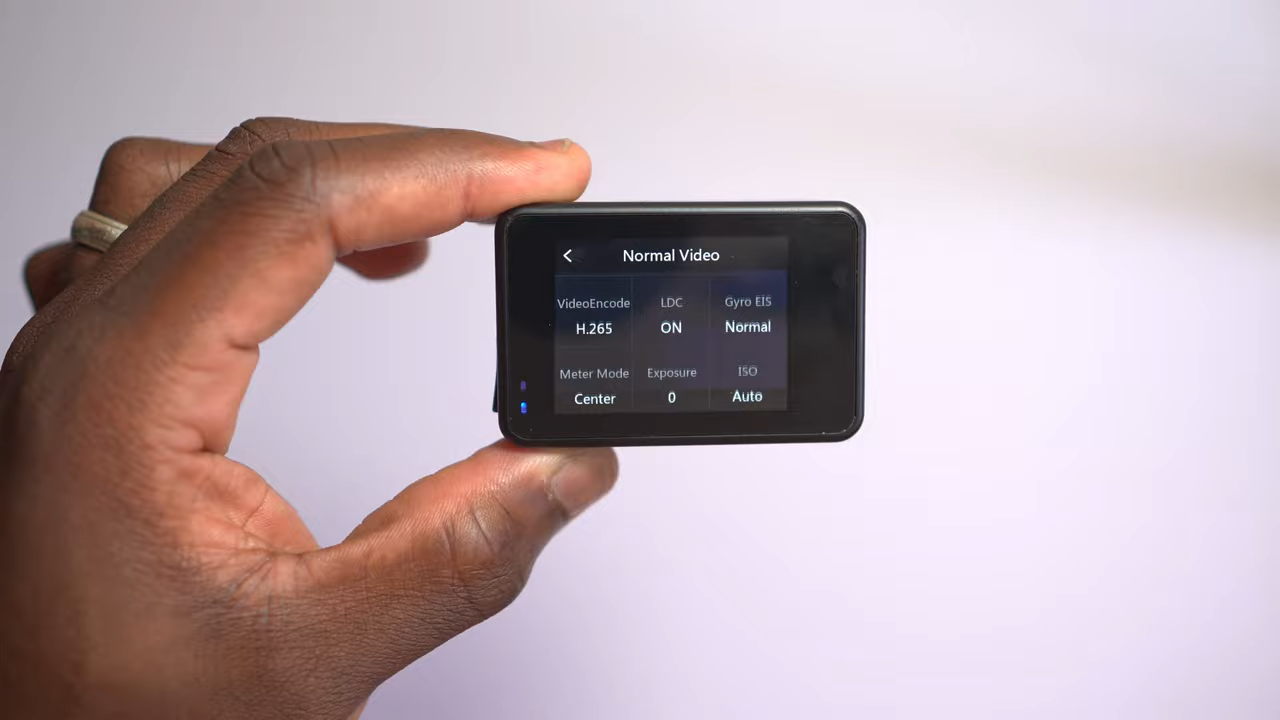 Normal Video
VideoEncode LDC Gyro EIS
H.265 ON Normal
Meter Mode Exposure ISO
Center 0 Auto